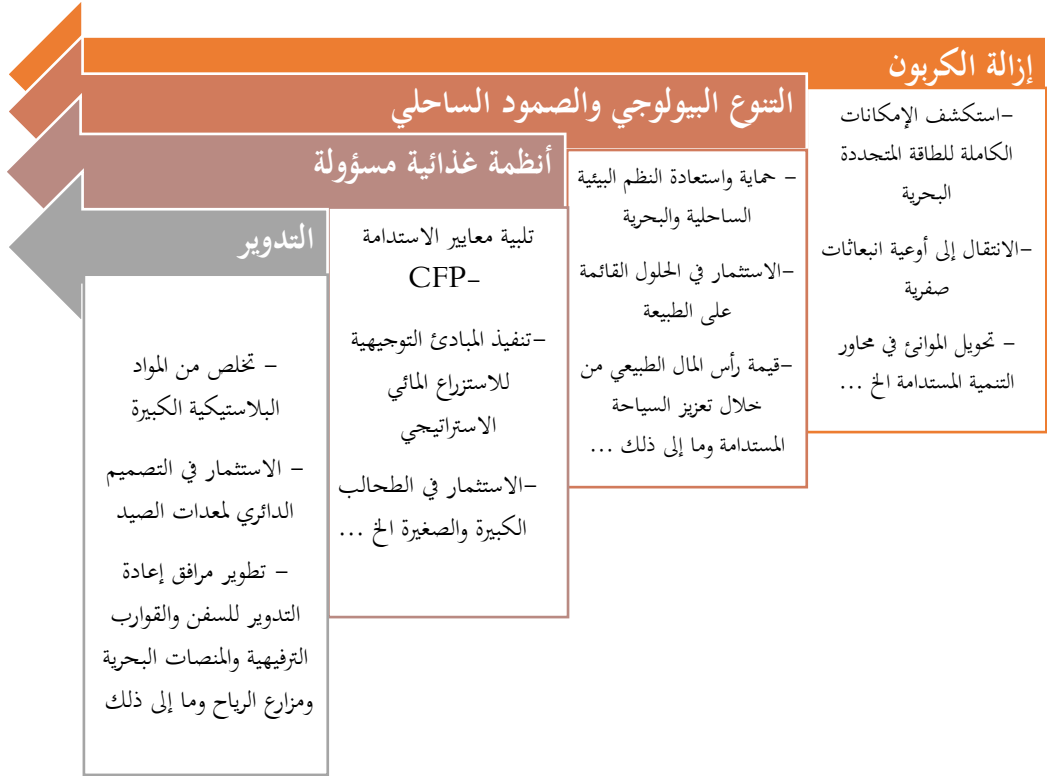 إزالة الكربون
-استكشف الإمكانات
الكاملة للطاقة المتجددة
البحرية
-الانتقال إلى أوعية انبعاثات
صفرية
- تحويل الموانئ في محاور
التنمية المستدامة الخ ...
التنوع البيولوجي والصمود الساحلي
- حماية واستعادة النظم البيئية
الساحلية والبحرية
-الاستثمار في الحلول القائمة
على الطبيعة
-قيمة رأس المال الطبيعي من
خلال تعزيز السياحة
المستدامة وما إلى ذلك ...
أنظمة غذائية مسؤولة
تلبية معايير الاستدامة
CFP-
-تنفيذ المبادئ التوجيهية
للاستزراع المائي
الاستراتيجي
-الاستثمار في الطحالب
الكبيرة والصغيرة الخ ...
التدوير
- تخلص من المواد
البلاستيكية الكبيرة
- الاستثمار في التصميم
الدائري لمعدات الصيد
- تطوير مرافق إعادة
التدوير للسفن والقوارب
الترفيهية والمنصات البحرية
ومزارع الرياح وما إلى ذلك